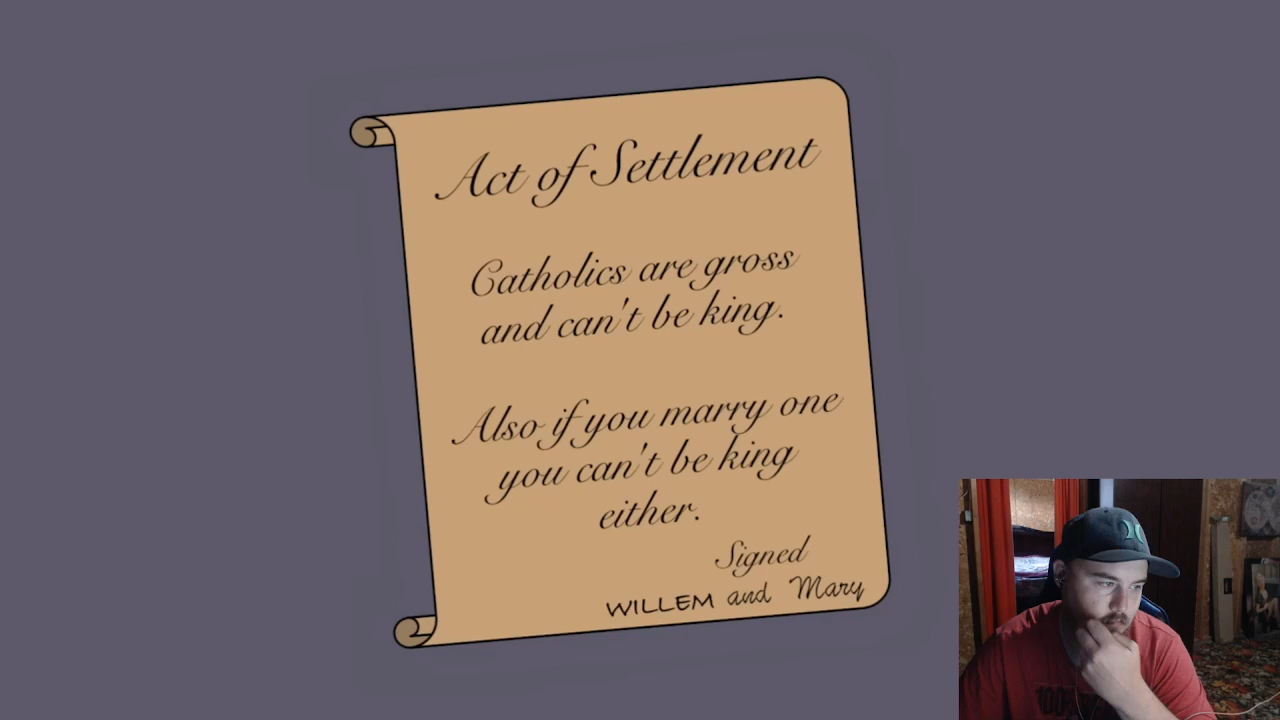 Act of Settlement
Catholics are gross
and can't be king.
Also if you marry one
you can't be king
either.
Signed
WILLEM and Mary